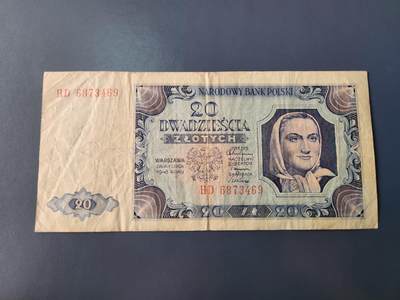 NARODOWY BANK POLSKI
HD 6873469
20
DWADZIEŚCIA
ZŁOTYCH
WARSZAWA
HD 6873469
20
20
20